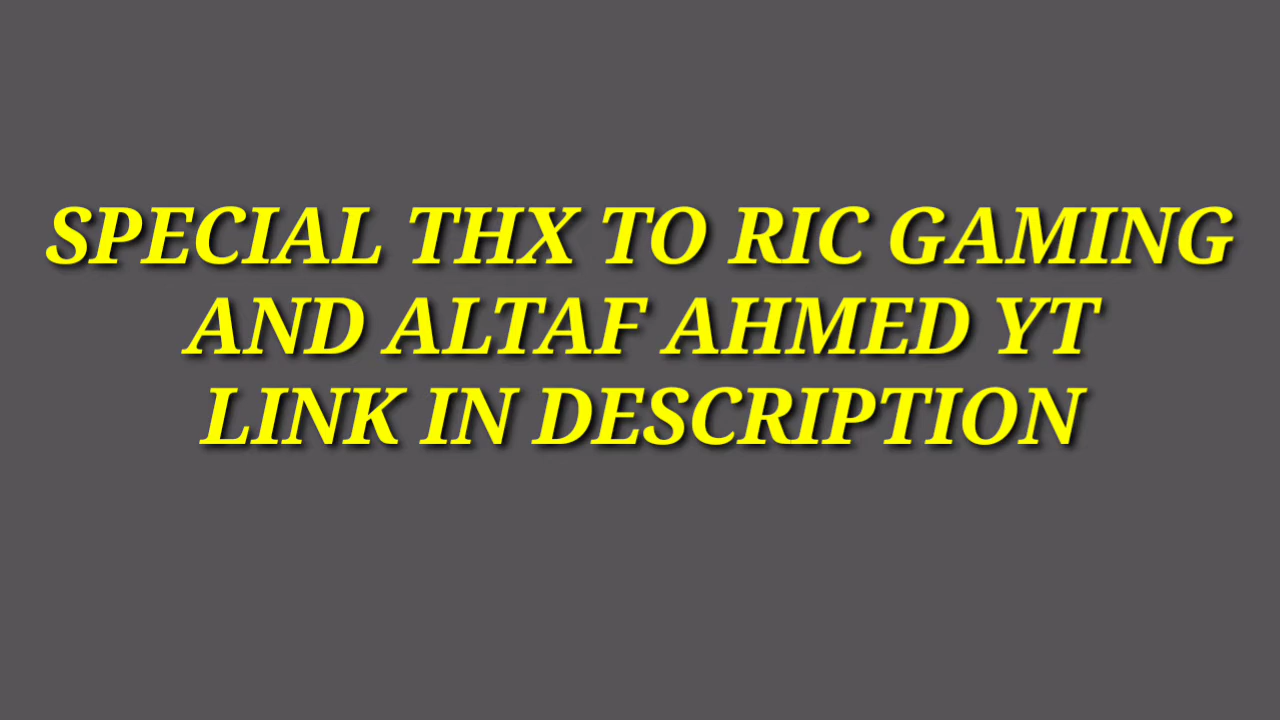 SPECIAL THX TO RIC GAMING
AND ALTAF AHMED YT
LINK IN DESCRIPTION